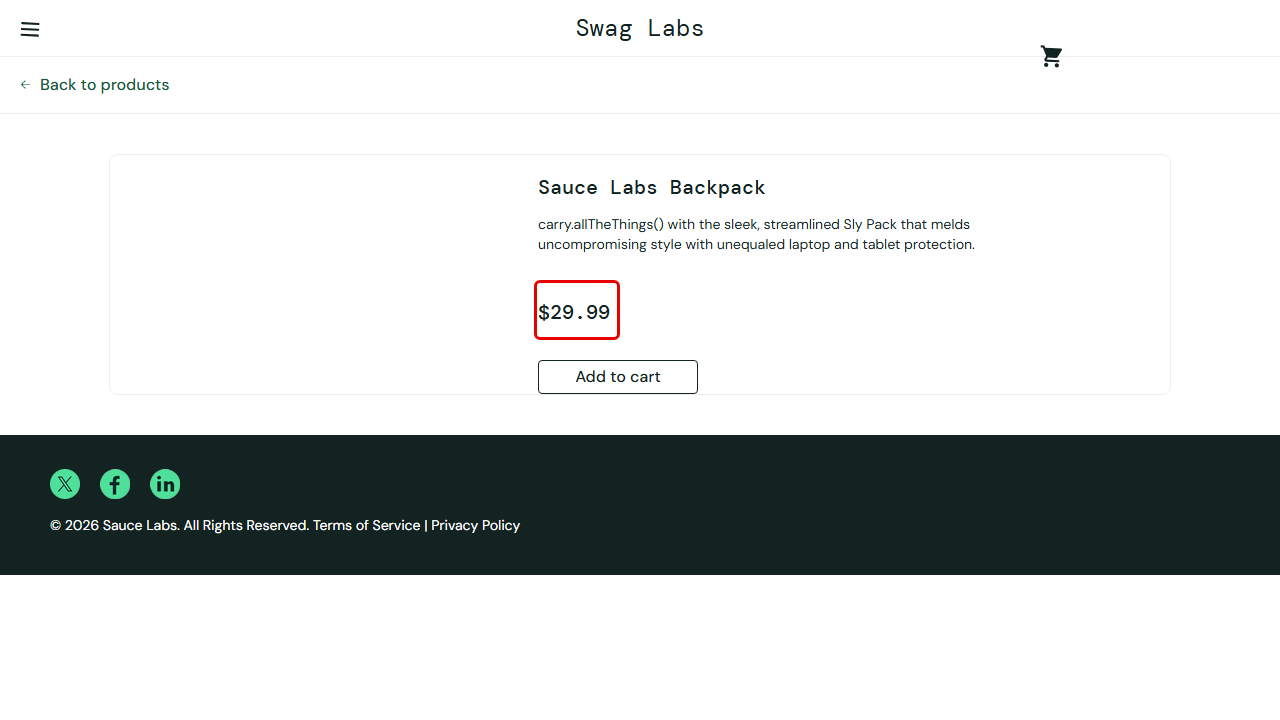 Swag Labs
Back to products
Sauce Labs Backpack
carry.allTheThings() with the sleek, streamlined Sly Pack that melds
uncompromising style with unequaled laptop and tablet protection.
$29.99
Add to cart
© 2026 Sauce Labs. All Rights Reserved. Terms of Service | Privacy Policy